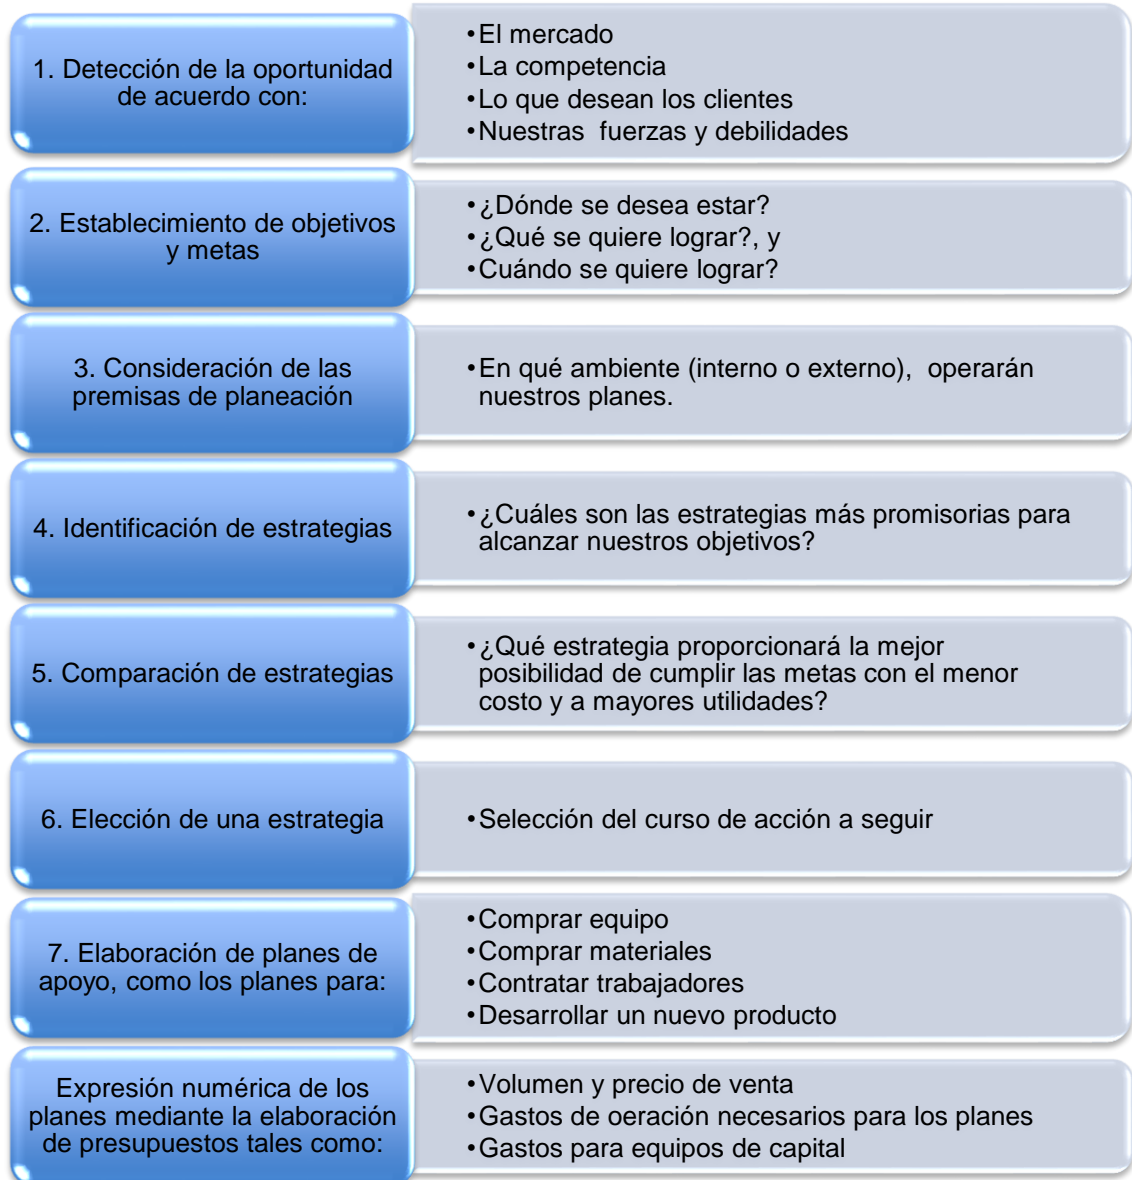 1. Detección de la oportunidad
de acuerdo con:
•El mercado
•La competencia
•Lo que desean los clientes
•Nuestras  fuerzas y debilidades
2. Establecimiento de objetivos
y metas
•¿Dónde se desea estar?
•¿Qué se quiere lograr?, y
•Cuándo se quiere lograr?
3. Consideración de las
premisas de planeación
•En qué ambiente (interno o externo),  operarán
nuestros planes.
4. Identificación de estrategias
•¿Cuáles son las estrategias más promisorias para
alcanzar nuestros objetivos?
5. Comparación de estrategias
•¿Qué estrategia proporcionará la mejor
posibilidad de cumplir las metas con el menor
costo y a mayores utilidades?
6. Elección de una estrategia
•Selección del curso de acción a seguir
7. Elaboración de planes de
apoyo, como los planes para:
•Comprar equipo
•Comprar materiales
•Contratar trabajadores
•Desarrollar un nuevo producto
Expresión numérica de los
planes mediante la elaboración
de presupuestos tales como:
•Volumen y precio de venta
•Gastos de oeración necesarios para los planes
•Gastos para equipos de capital